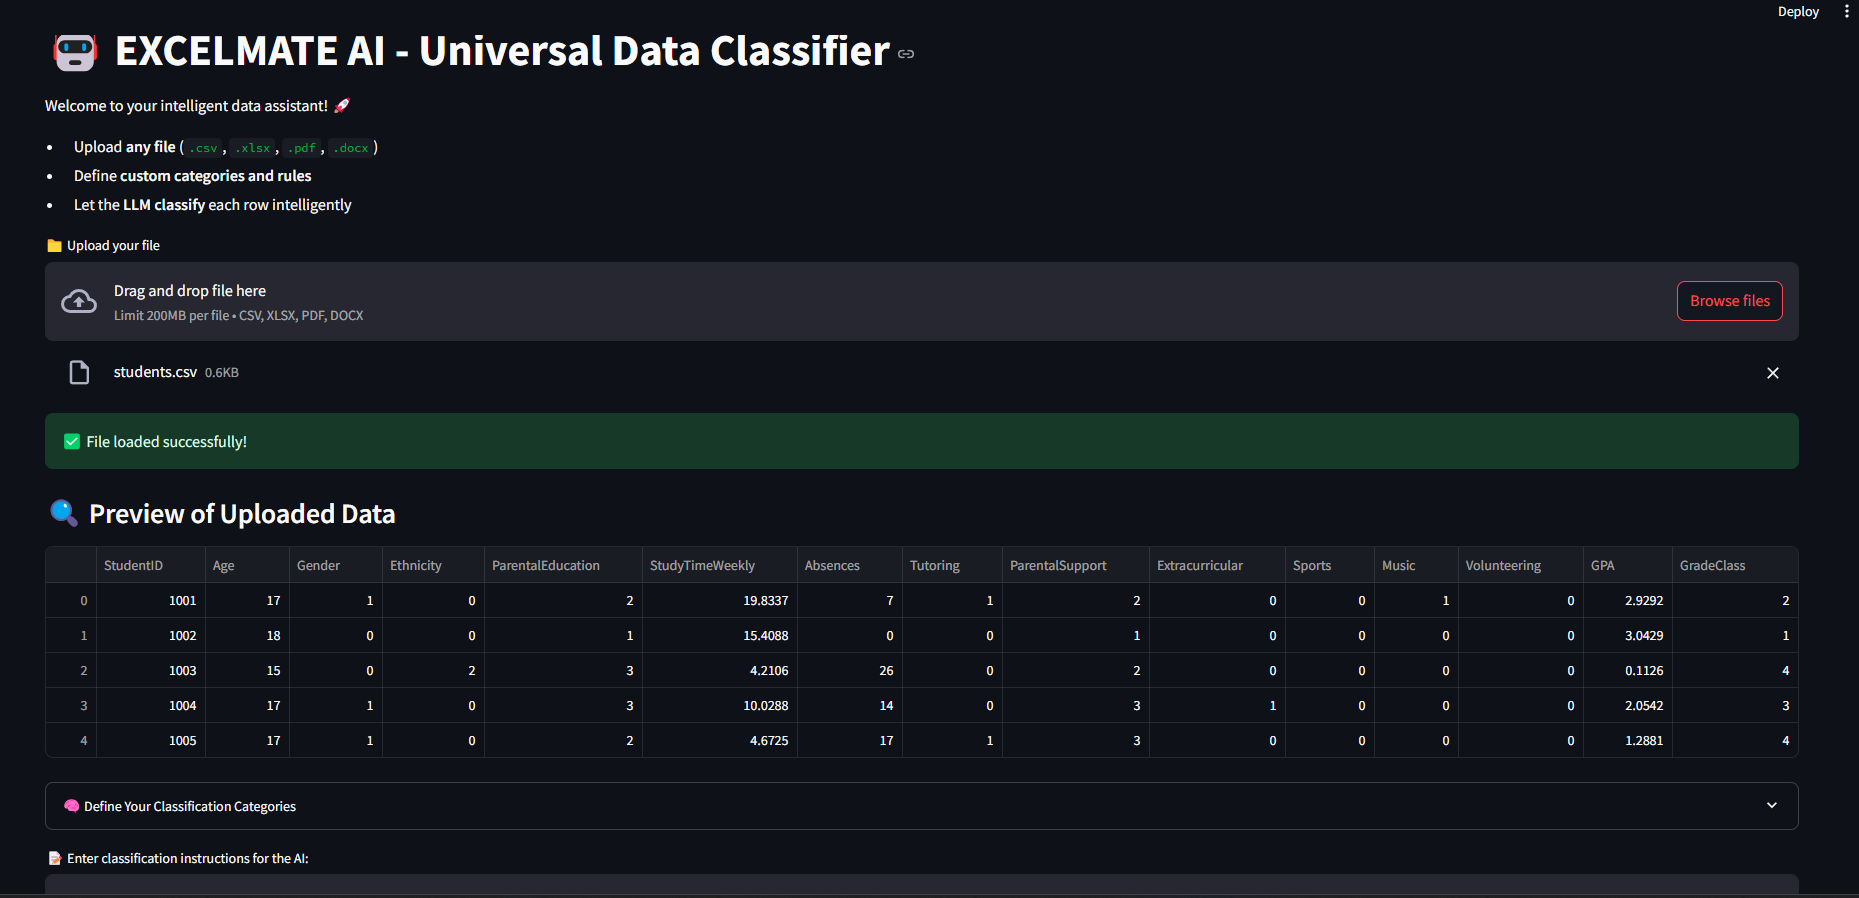 Deploy
EXCELMATE AI - Universal Data Classifier
Welcome to your intelligent data assistant! 🚀
• Upload any file ( .csv , .xlsx , .pdf , .docx )
• Define custom categories and rules
• Let the LLM classify each row intelligently
📁 Upload your file
Drag and drop file here
Limit 200MB per file • CSV, XLSX, PDF, DOCX
Browse files
students.csv 0.6KB
✅ File loaded successfully!
🔍 Preview of Uploaded Data
StudentID Age Gender Ethnicity ParentalEducation StudyTimeWeekly Absences Tutoring ParentalSupport Extracurricular Sports Music Volunteering GPA GradeClass
0 1001 17 1 0 2 19.8337 7 1 2 0 0 1 0 2.9292 2
1 1002 18 0 0 1 15.4088 0 0 1 0 0 0 0 3.0429 1
2 1003 15 0 2 3 4.2106 26 0 2 0 0 0 0 0.1126 4
3 1004 17 1 0 3 10.0288 14 0 3 1 0 0 0 2.0542 3
4 1005 17 1 0 2 4.6725 17 1 3 0 0 0 0 1.2881 4
🧠 Define Your Classification Categories
📝 Enter classification instructions for the AI: